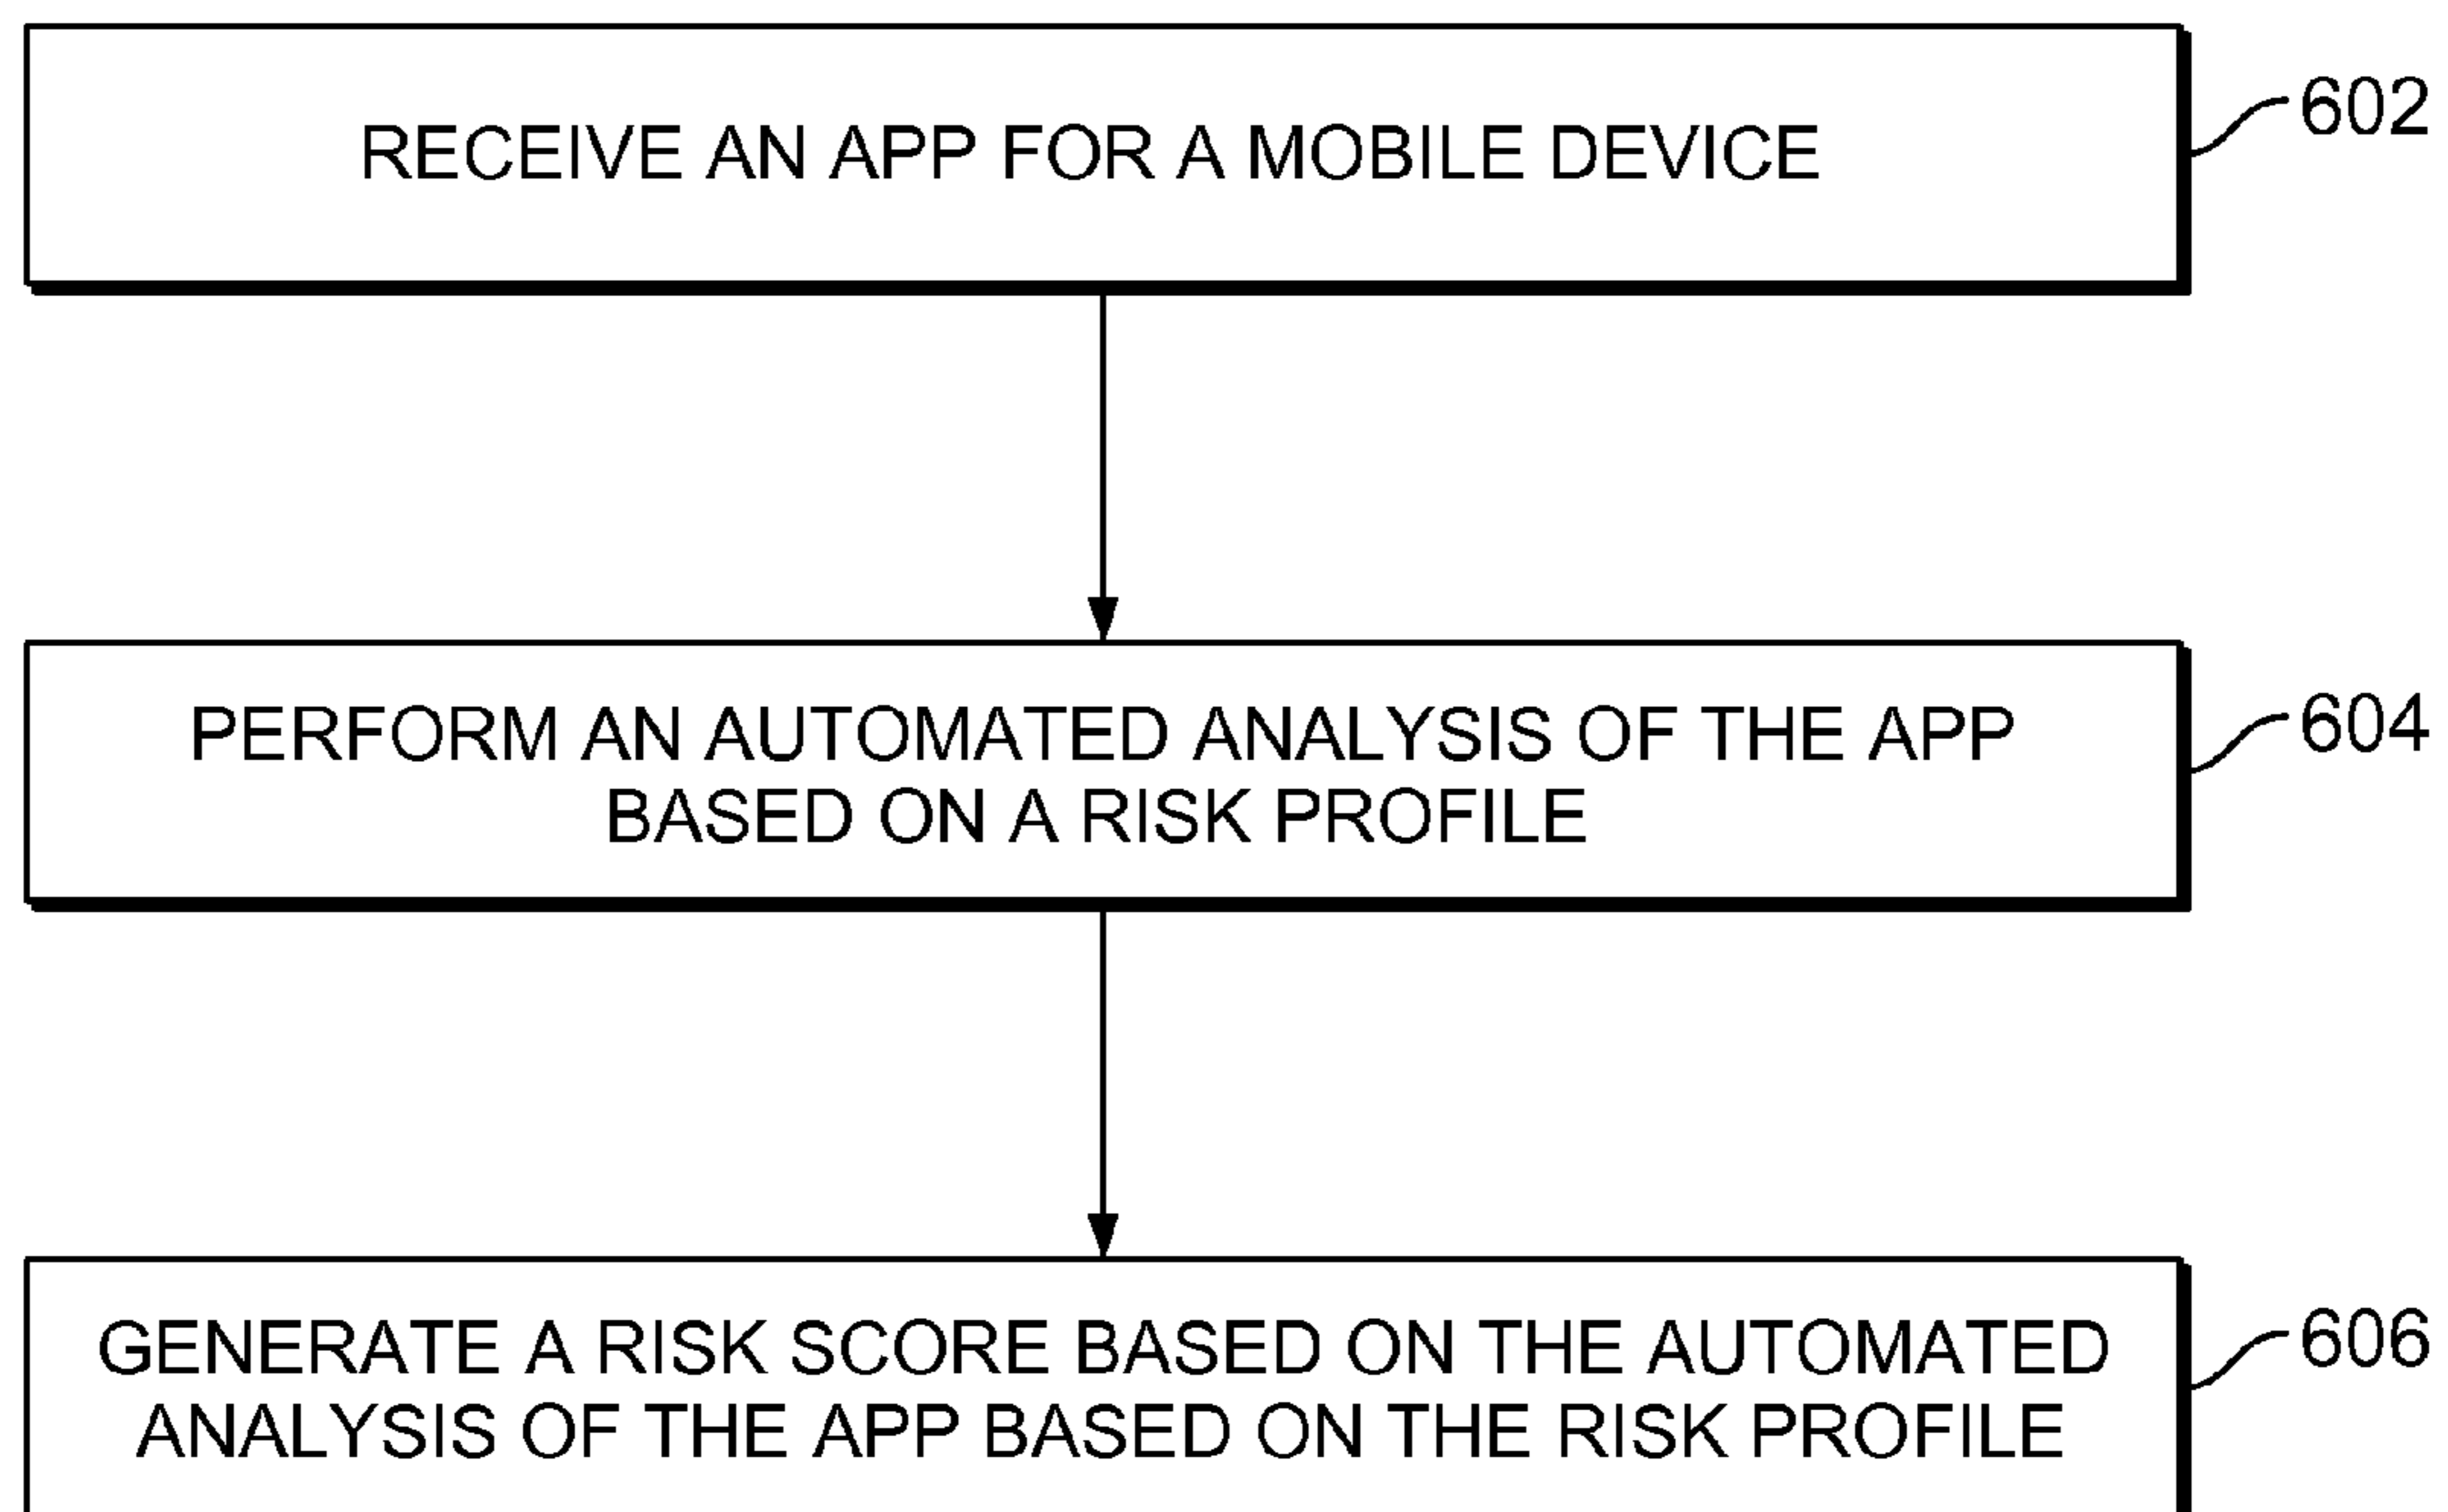 RECEIVE AN APP FOR A MOBILE DEVICE
602
PERFORM AN AUTOMATED ANALYSIS OF THE APP
BASED ON A RISK PROFILE
604
GENERATE A RISK SCORE BASED ON THE AUTOMATED
ANALYSIS OF THE APP BASED ON THE RISK PROFILE
606